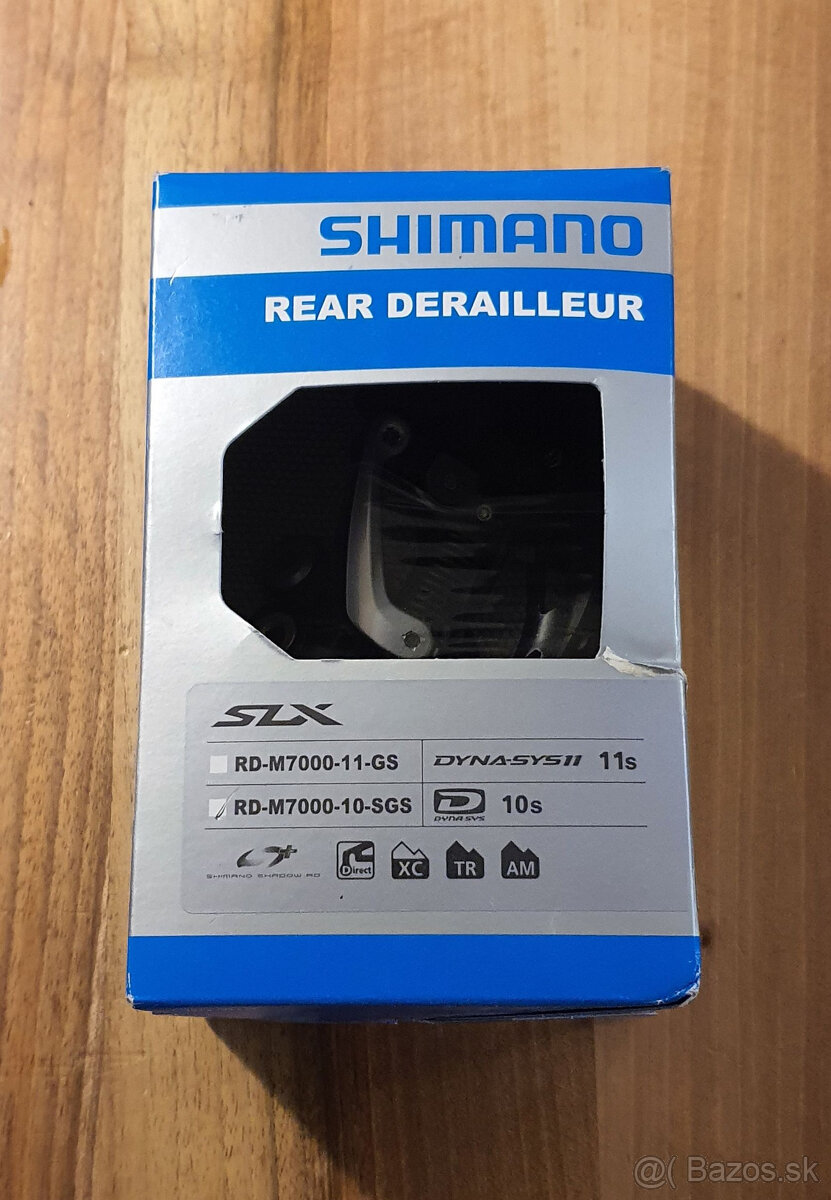 SHIMANO
REAR DERAILLEUR
SLX
RD-M7000-11-GS DYNA-SYS11 11s
RD-M7000-10-SGS D DYNA-SYS 10s
SHIMANO SHADOW RD Direct XC TR AM
@( Bazos.sk